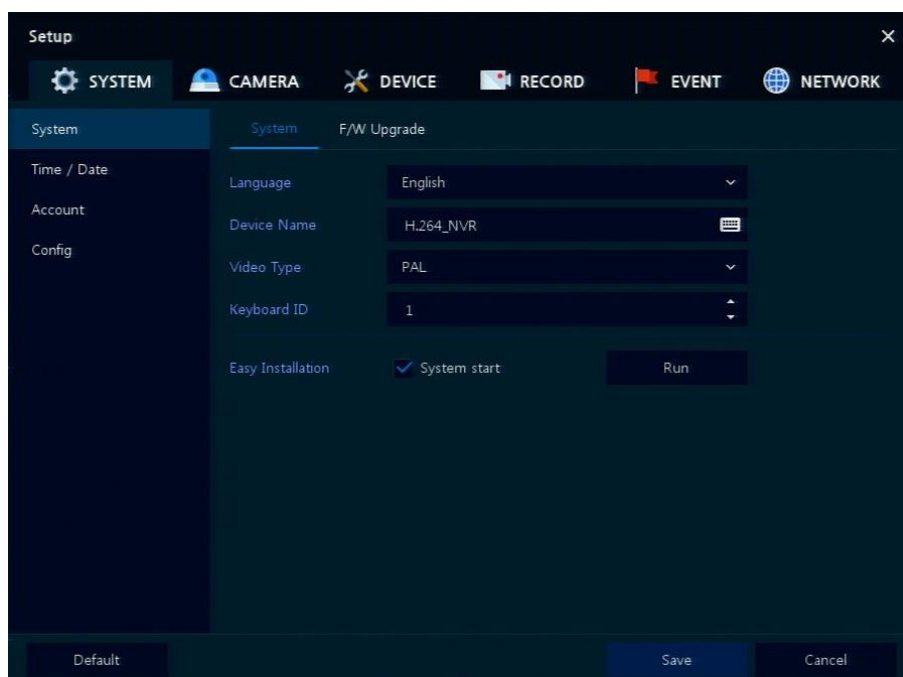 Setup
SYSTEM CAMERA DEVICE RECORD EVENT NETWORK
System
Time / Date
Account
Config
System F/W Upgrade
Language English
Device Name H.264_NVR
Video Type PAL
Keyboard ID 1
Easy Installation System start Run
Default Save Cancel